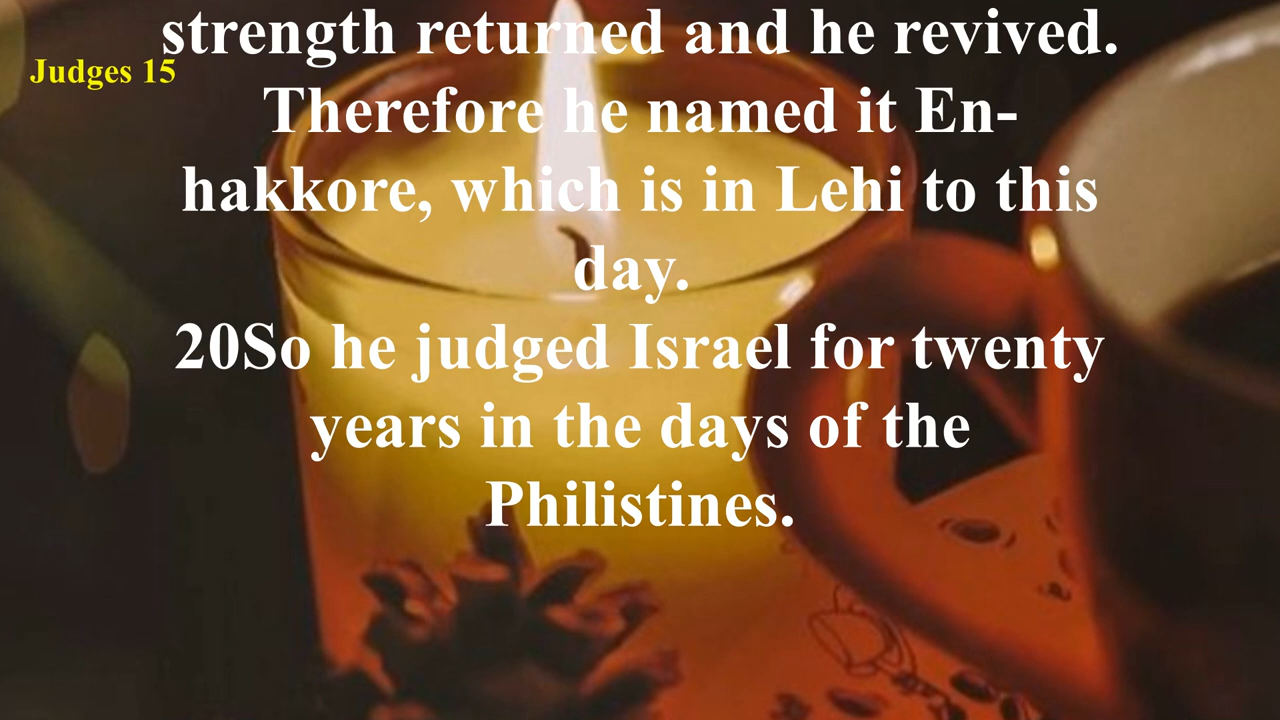 strength returned and he revived.
Judges 15
Therefore he named it En-
hakkore, which is in Lehi to this
day.
20So he judged Israel for twenty
years in the days of the
Philistines.